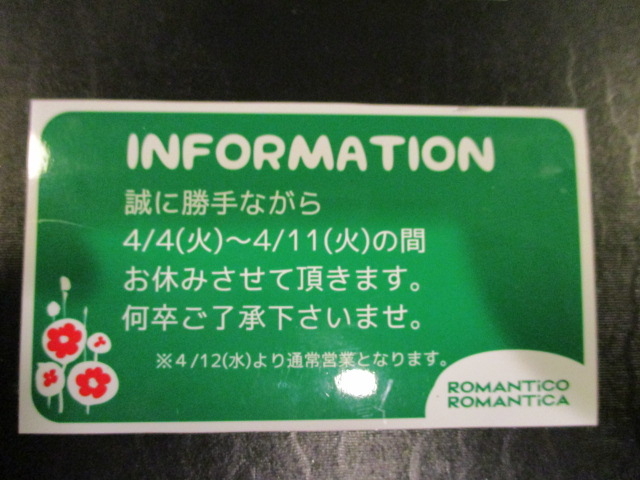 INFORMATION
誠に勝手ながら
4/4(火)～4/11(火)の間
お休みさせて頂きます。
何卒ご了承下さいませ。
※4/12(水)より通常営業となります。
ROMANTiCO
ROMANTiCA